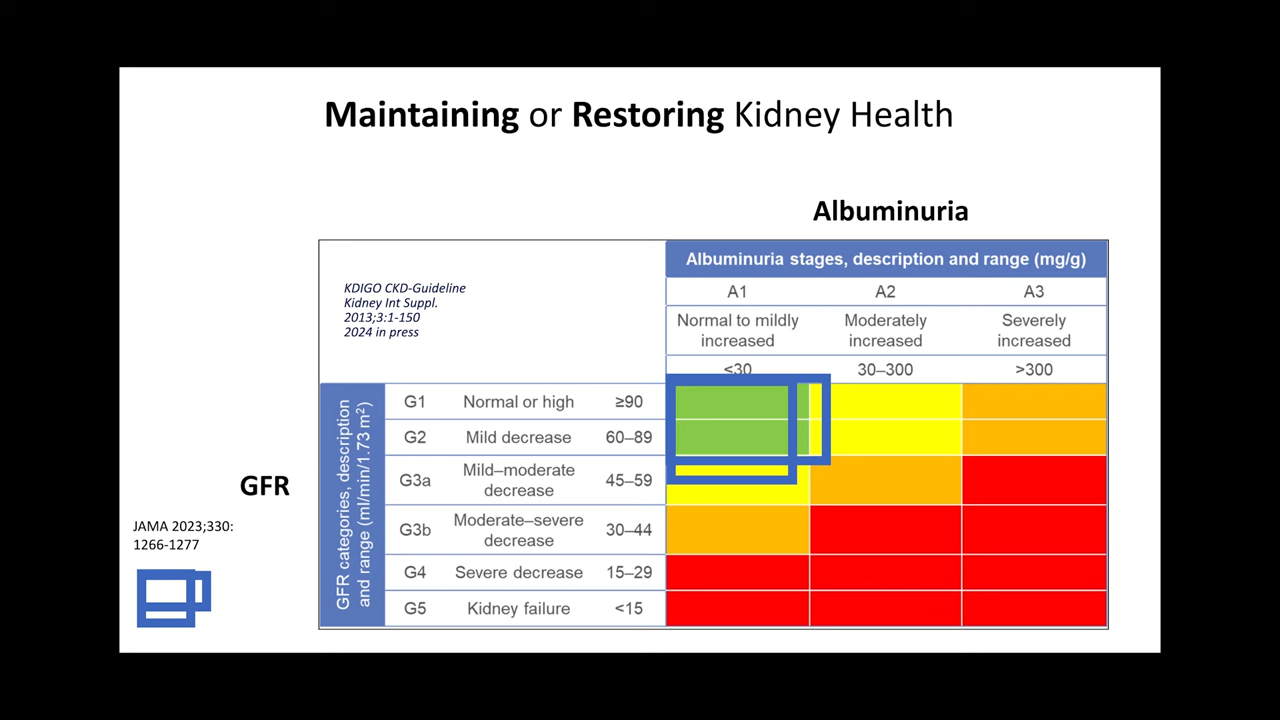 Maintaining or Restoring Kidney Health
Albuminuria
Albuminuria stages, description and range (mg/g)
KDIGO CKD-Guideline
Kidney Int Suppl.
2013;3:1-150
2024 in press
A1 A2 A3
Normal to mildly increased Moderately increased Severely increased
<30 30–300 >300
GFR
GFR categories, description
and range (ml/min/1.73 m²)
G1 Normal or high ≥90
G2 Mild decrease 60–89
G3a Mild–moderate decrease 45–59
G3b Moderate–severe decrease 30–44
G4 Severe decrease 15–29
G5 Kidney failure <15
JAMA 2023;330:
1266-1277